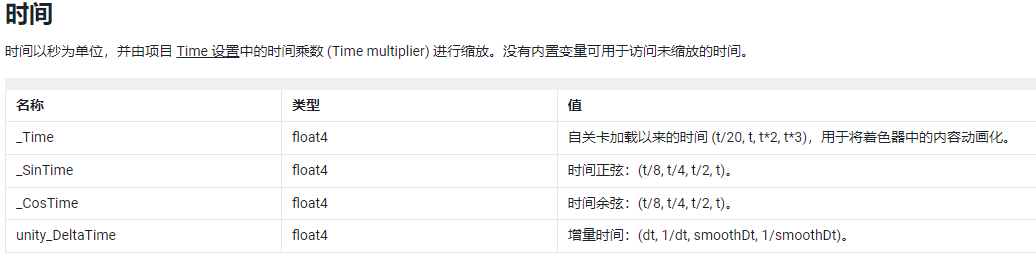 时间
时间以秒为单位，并由项目 Time 设置中的时间乘数 (Time multiplier) 进行缩放。没有内置变量可用于访问未缩放的时间。
名称 类型 值
_Time float4 自关卡加载以来的时间 (t/20, t, t*2, t*3)，用于将着色器中的内容动画化。
_SinTime float4 时间正弦：(t/8, t/4, t/2, t)。
_CosTime float4 时间余弦：(t/8, t/4, t/2, t)。
unity_DeltaTime float4 增量时间：(dt, 1/dt, smoothDt, 1/smoothDt)。